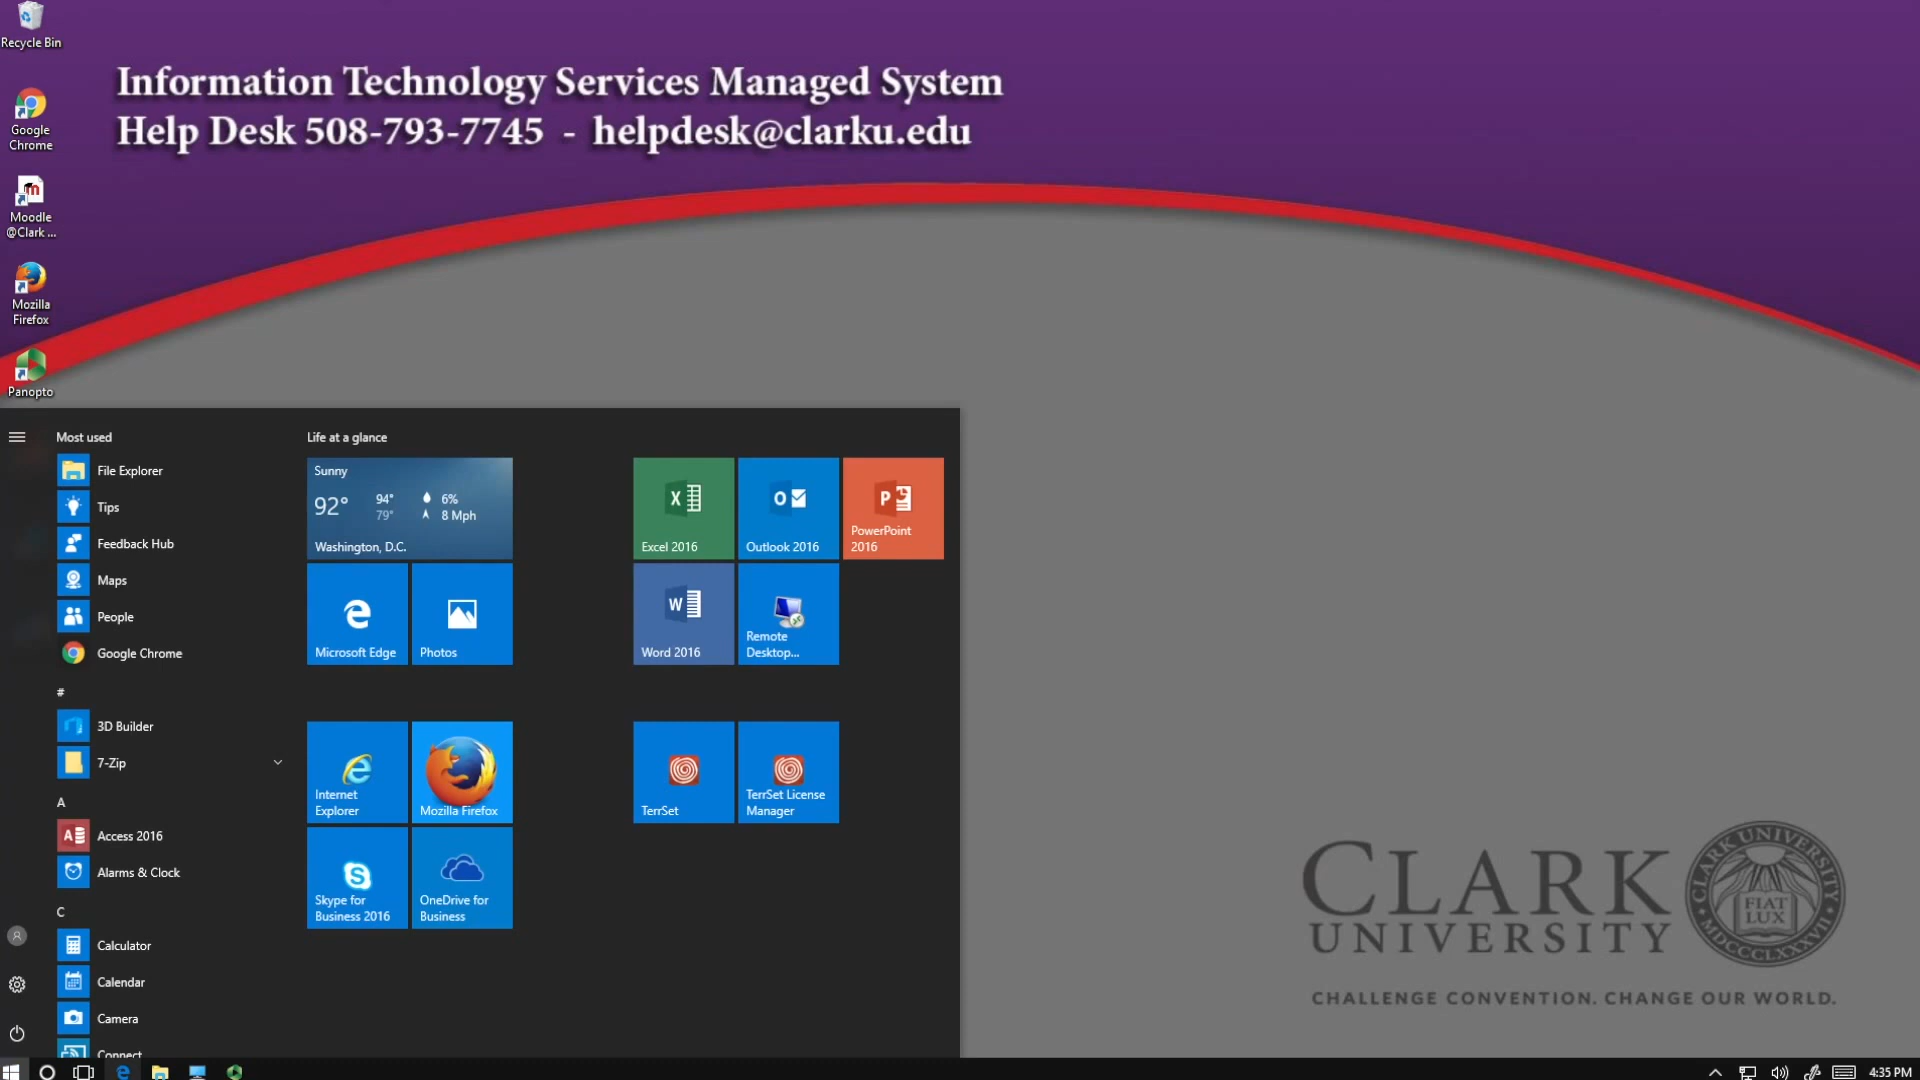 Recycle Bin
Information Technology Services Managed System
Help Desk 508-793-7745 - helpdesk@clarku.edu
Google
Chrome
Moodle
@Clark ...
Mozilla
Firefox
Panopto
Most used
File Explorer
Tips
Feedback Hub
Maps
People
Google Chrome
#
3D Builder
7-Zip
A
Access 2016
Alarms & Clock
C
Calculator
Calendar
Camera
Connect
Life at a glance
Sunny
92° 94° 6%
79° 8 Mph
Washington, D.C.
Microsoft Edge
Photos
Internet
Explorer
Mozilla Firefox
Skype for
Business 2016
OneDrive for
Business
Excel 2016
Outlook 2016
PowerPoint
2016
Word 2016
Remote
Desktop...
TerrSet
TerrSet License
Manager
CLARK
UNIVERSITY
CLARK UNIVERSITY
FIAT
LUX
MDCCCLXXXVII
CHALLENGE CONVENTION. CHANGE OUR WORLD.
4:35 PM